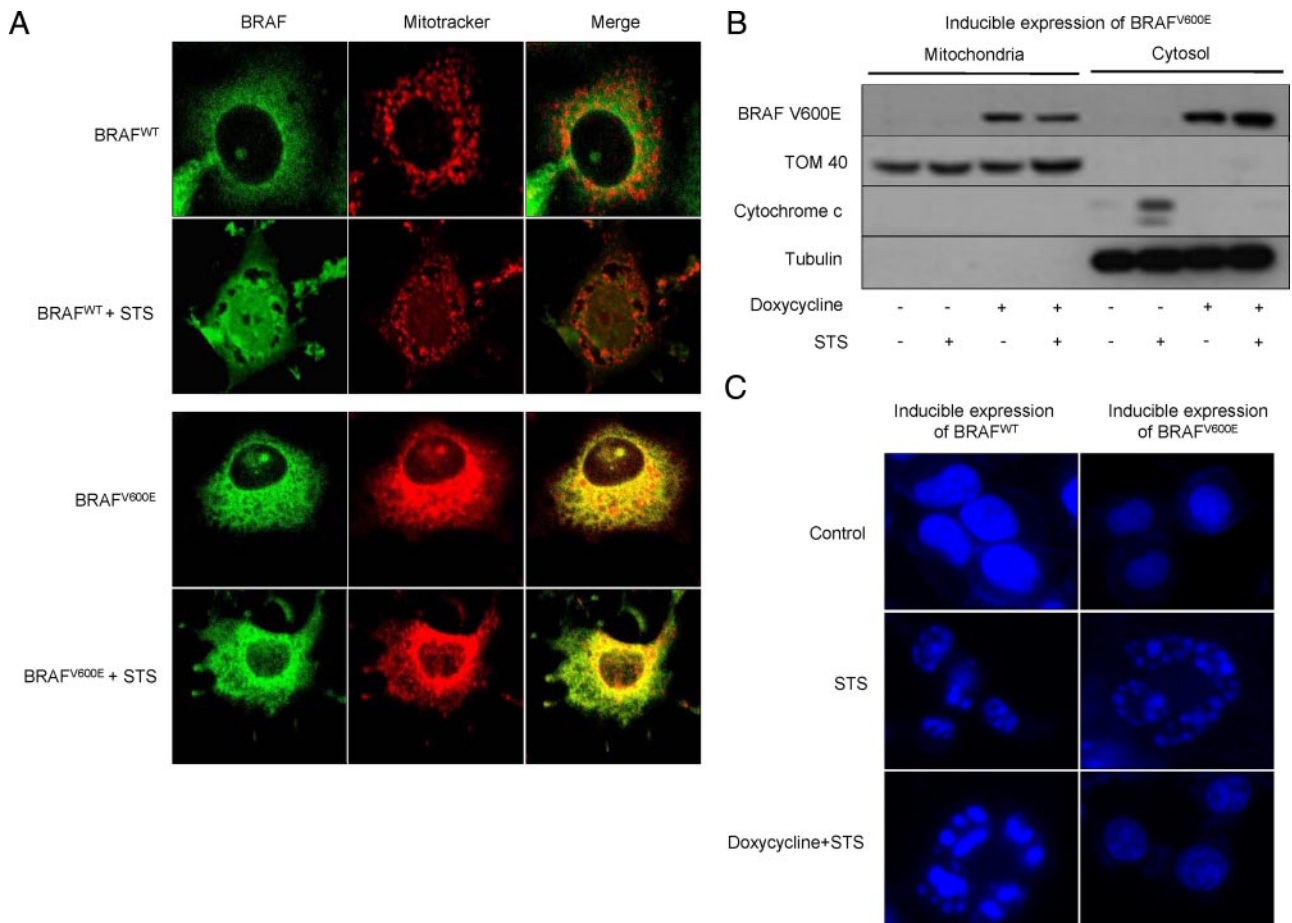 A
BRAF Mitotracker Merge
BRAFWT
BRAFWT + STS
BRAFV600E
BRAFV600E + STS
B
Inducible expression of BRAFV600E
Mitochondria Cytosol
BRAF V600E
TOM 40
Cytochrome c
Tubulin
Doxycycline - - + + - - + +
STS - + - + - + - +
C
Inducible expression of BRAFWT
Inducible expression of BRAFV600E
Control
STS
Doxycycline+STS